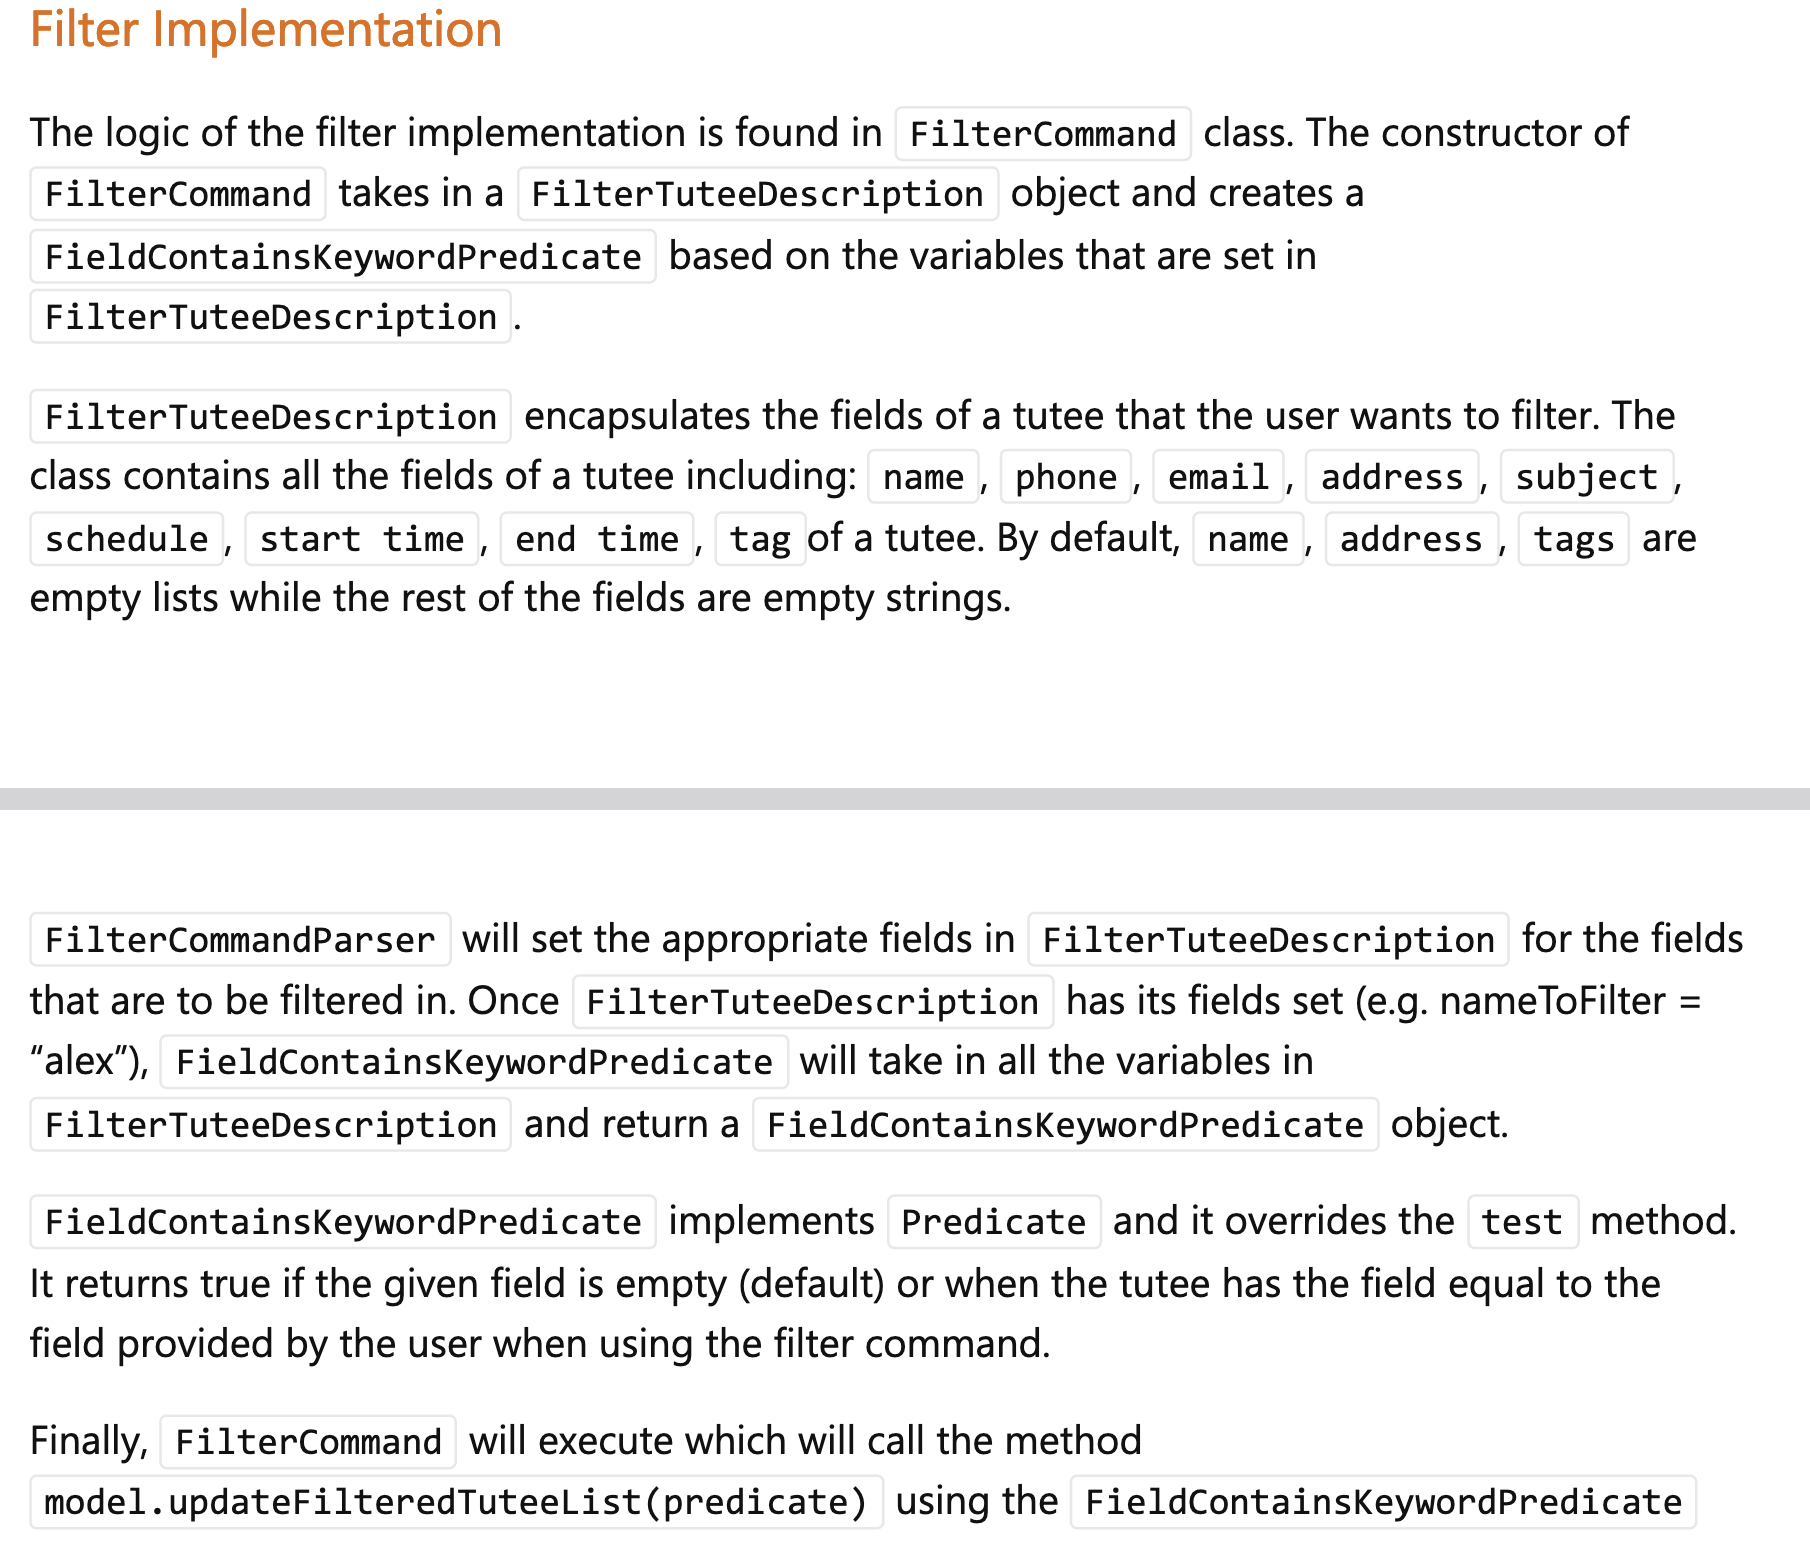 Filter Implementation
The logic of the filter implementation is found in FilterCommand class. The constructor of
FilterCommand takes in a FilterTuteeDescription object and creates a
FieldContainsKeywordPredicate based on the variables that are set in
FilterTuteeDescription.
FilterTuteeDescription encapsulates the fields of a tutee that the user wants to filter. The
class contains all the fields of a tutee including: name, phone, email, address, subject,
schedule, start time, end time, tag of a tutee. By default, name, address, tags are
empty lists while the rest of the fields are empty strings.
FilterCommandParser will set the appropriate fields in FilterTuteeDescription for the fields
that are to be filtered in. Once FilterTuteeDescription has its fields set (e.g. nameToFilter =
“alex”), FieldContainsKeywordPredicate will take in all the variables in
FilterTuteeDescription and return a FieldContainsKeywordPredicate object.
FieldContainsKeywordPredicate implements Predicate and it overrides the test method.
It returns true if the given field is empty (default) or when the tutee has the field equal to the
field provided by the user when using the filter command.
Finally, FilterCommand will execute which will call the method
model.updateFilteredTuteeList(predicate) using the FieldContainsKeywordPredicate